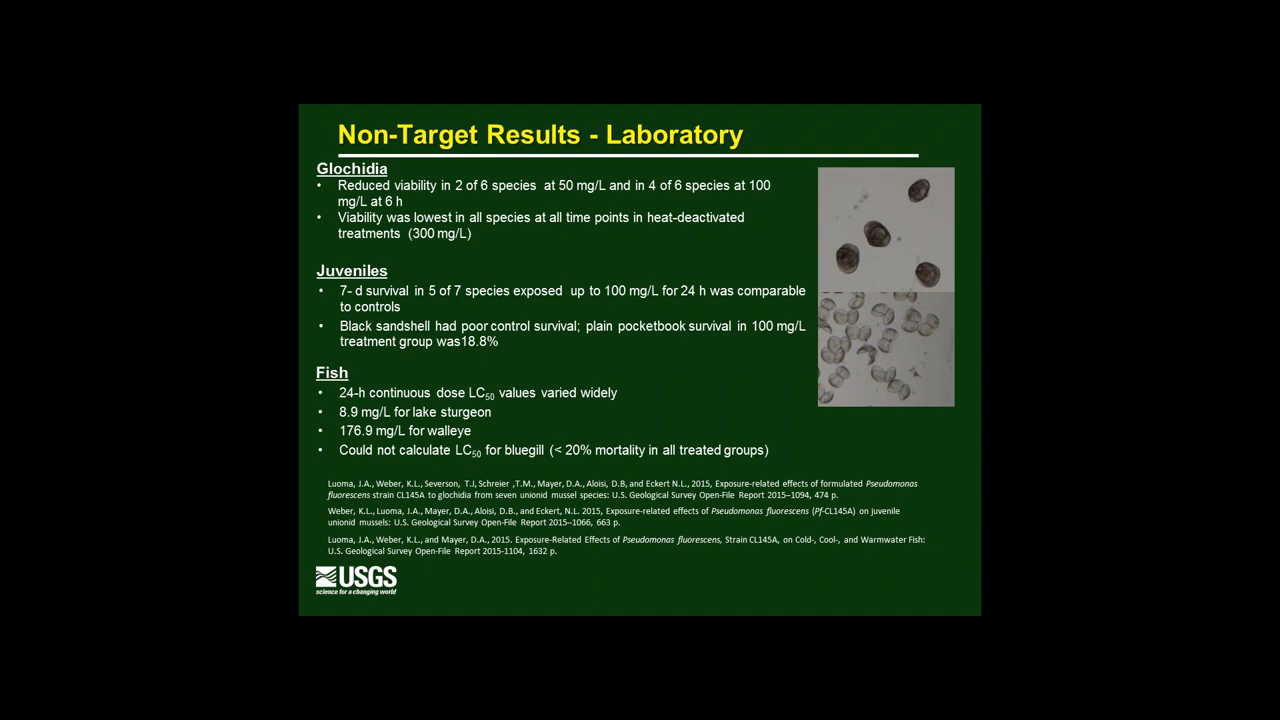 Non-Target Results - Laboratory
Glochidia
• Reduced viability in 2 of 6 species at 50 mg/L and in 4 of 6 species at 100
mg/L at 6 h
• Viability was lowest in all species at all time points in heat-deactivated
treatments (300 mg/L)
Juveniles
• 7- d survival in 5 of 7 species exposed up to 100 mg/L for 24 h was comparable
to controls
• Black sandshell had poor control survival; plain pocketbook survival in 100 mg/L
treatment group was18.8%
Fish
• 24-h continuous dose LC50 values varied widely
• 8.9 mg/L for lake sturgeon
• 176.9 mg/L for walleye
• Could not calculate LC50 for bluegill (< 20% mortality in all treated groups)
Luoma, J.A., Weber, K.L., Severson, T.J, Schreier ,T.M., Mayer, D.A., Aloisi, D.B, and Eckert N.L., 2015, Exposure-related effects of formulated Pseudomonas
fluorescens strain CL145A to glochidia from seven unionid mussel species: U.S. Geological Survey Open-File Report 2015–1094, 474 p.
Weber, K.L., Luoma, J.A., Mayer, D.A., Aloisi, D.B., and Eckert, N.L. 2015, Exposure-related effects of Pseudomonas fluorescens (Pf-CL145A) on juvenile
unionid mussels: U.S. Geological Survey Open-File Report 2015–1066, 663 p.
Luoma, J.A., Weber, K.L., and Mayer, D.A., 2015. Exposure-Related Effects of Pseudomonas fluorescens, Strain CL145A, on Cold-, Cool-, and Warmwater Fish:
U.S. Geological Survey Open-File Report 2015-1104, 1632 p.
USGS
science for a changing world